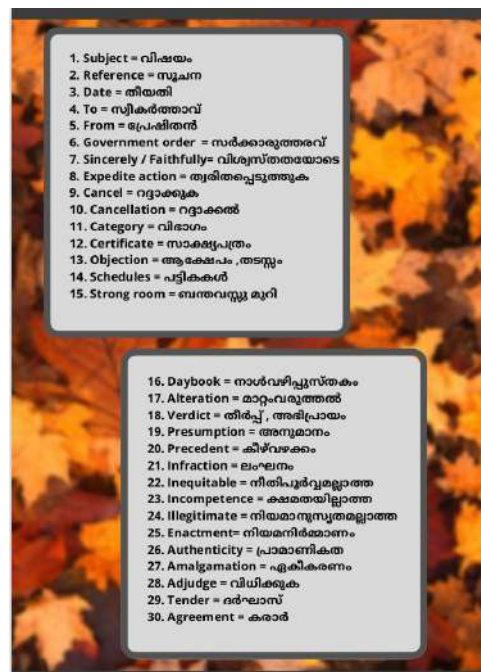 1. Subject = വിഷയം
2. Reference = സൂചന
3. Date = തീയതി
4. To = സ്വീകർത്താവ്
5. From = പ്രേഷിതൻ
6. Government order = സർക്കാരുത്തരവ്
7. Sincerely / Faithfully= വിശ്വസ്തതയോടെ
8. Expedite action = ത്വരിതപ്പെടുത്തുക
9. Cancel = റദ്ദാക്കുക
10. Cancellation = റദ്ദാക്കൽ
11. Category = വിഭാഗം
12. Certificate = സാക്ഷ്യപത്രം
13. Objection = ആക്ഷേപം ,തടസ്സം
14. Schedules = പട്ടികകൾ
15. Strong room = ബന്തവസ്സു മുറി
16. Daybook = നാൾവഴിപ്പുസ്തകം
17. Alteration = മാറ്റംവരുത്തൽ
18. Verdict = തീർപ്പ് , അഭിപ്രായം
19. Presumption = അനുമാനം
20. Precedent = കീഴ്‌വഴക്കം
21. Infraction = ലംഘനം
22. Inequitable = നീതിപൂർവ്വമല്ലാത്ത
23. Incompetence = ക്ഷമതയില്ലാത്ത
24. Illegitimate = നിയമാനുസൃതമല്ലാത്ത
25. Enactment= നിയമനിർമ്മാണം
26. Authenticity = പ്രാമാണികത
27. Amalgamation = ഏകീകരണം
28. Adjudge = വിധിക്കുക
29. Tender = ദർഘാസ്
30. Agreement = കരാർ